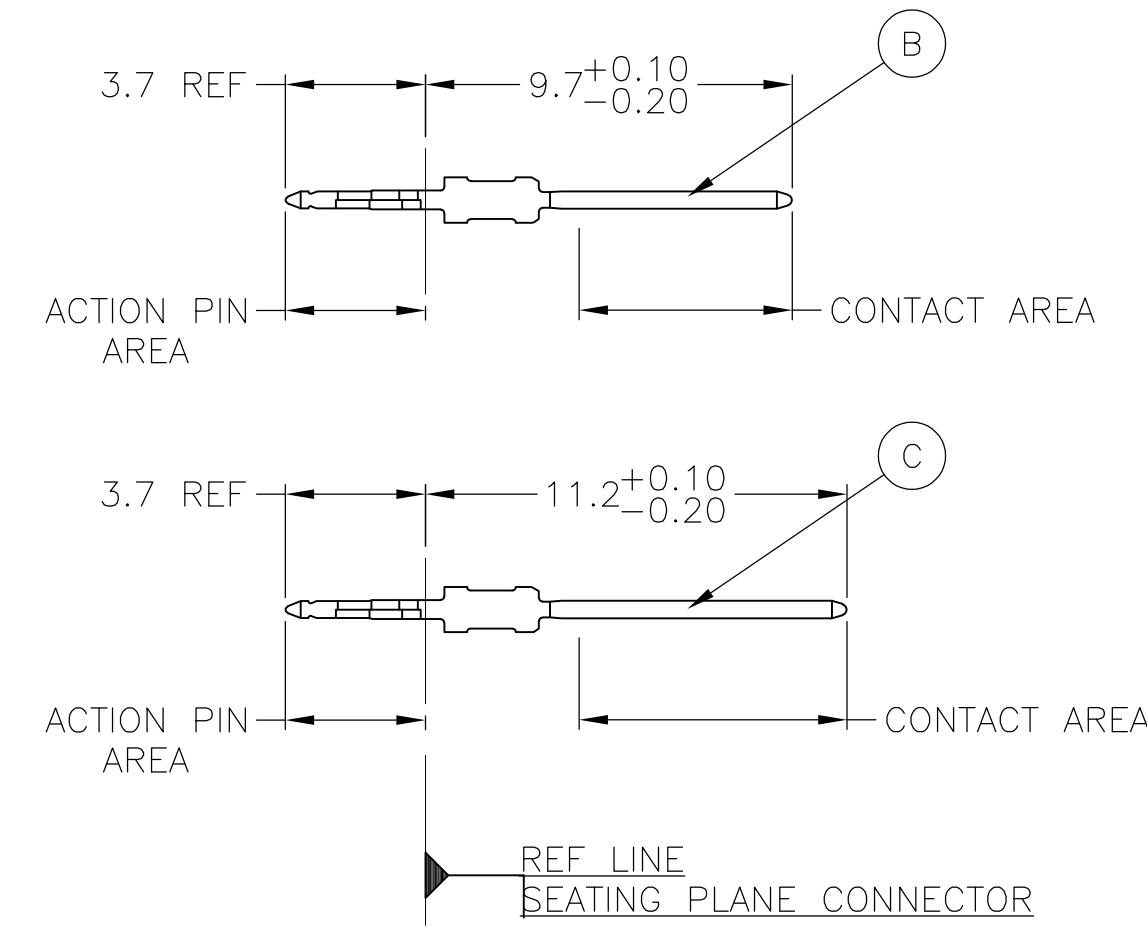 B
3.7 REF
9.7 +0.10
-0.20
ACTION PIN
AREA
CONTACT AREA
C
3.7 REF
11.2 +0.10
-0.20
ACTION PIN
AREA
CONTACT AREA
REF LINE
SEATING PLANE CONNECTOR